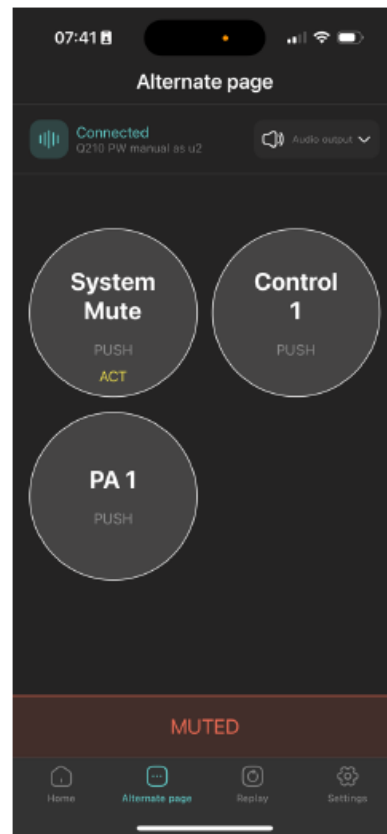 07:41
Alternate page
Connected
Q210 PW manual as u2
Audio output
System
Mute
PUSH
ACT
Control
1
PUSH
PA 1
PUSH
MUTED
Home
Alternate page
Replay
Settings